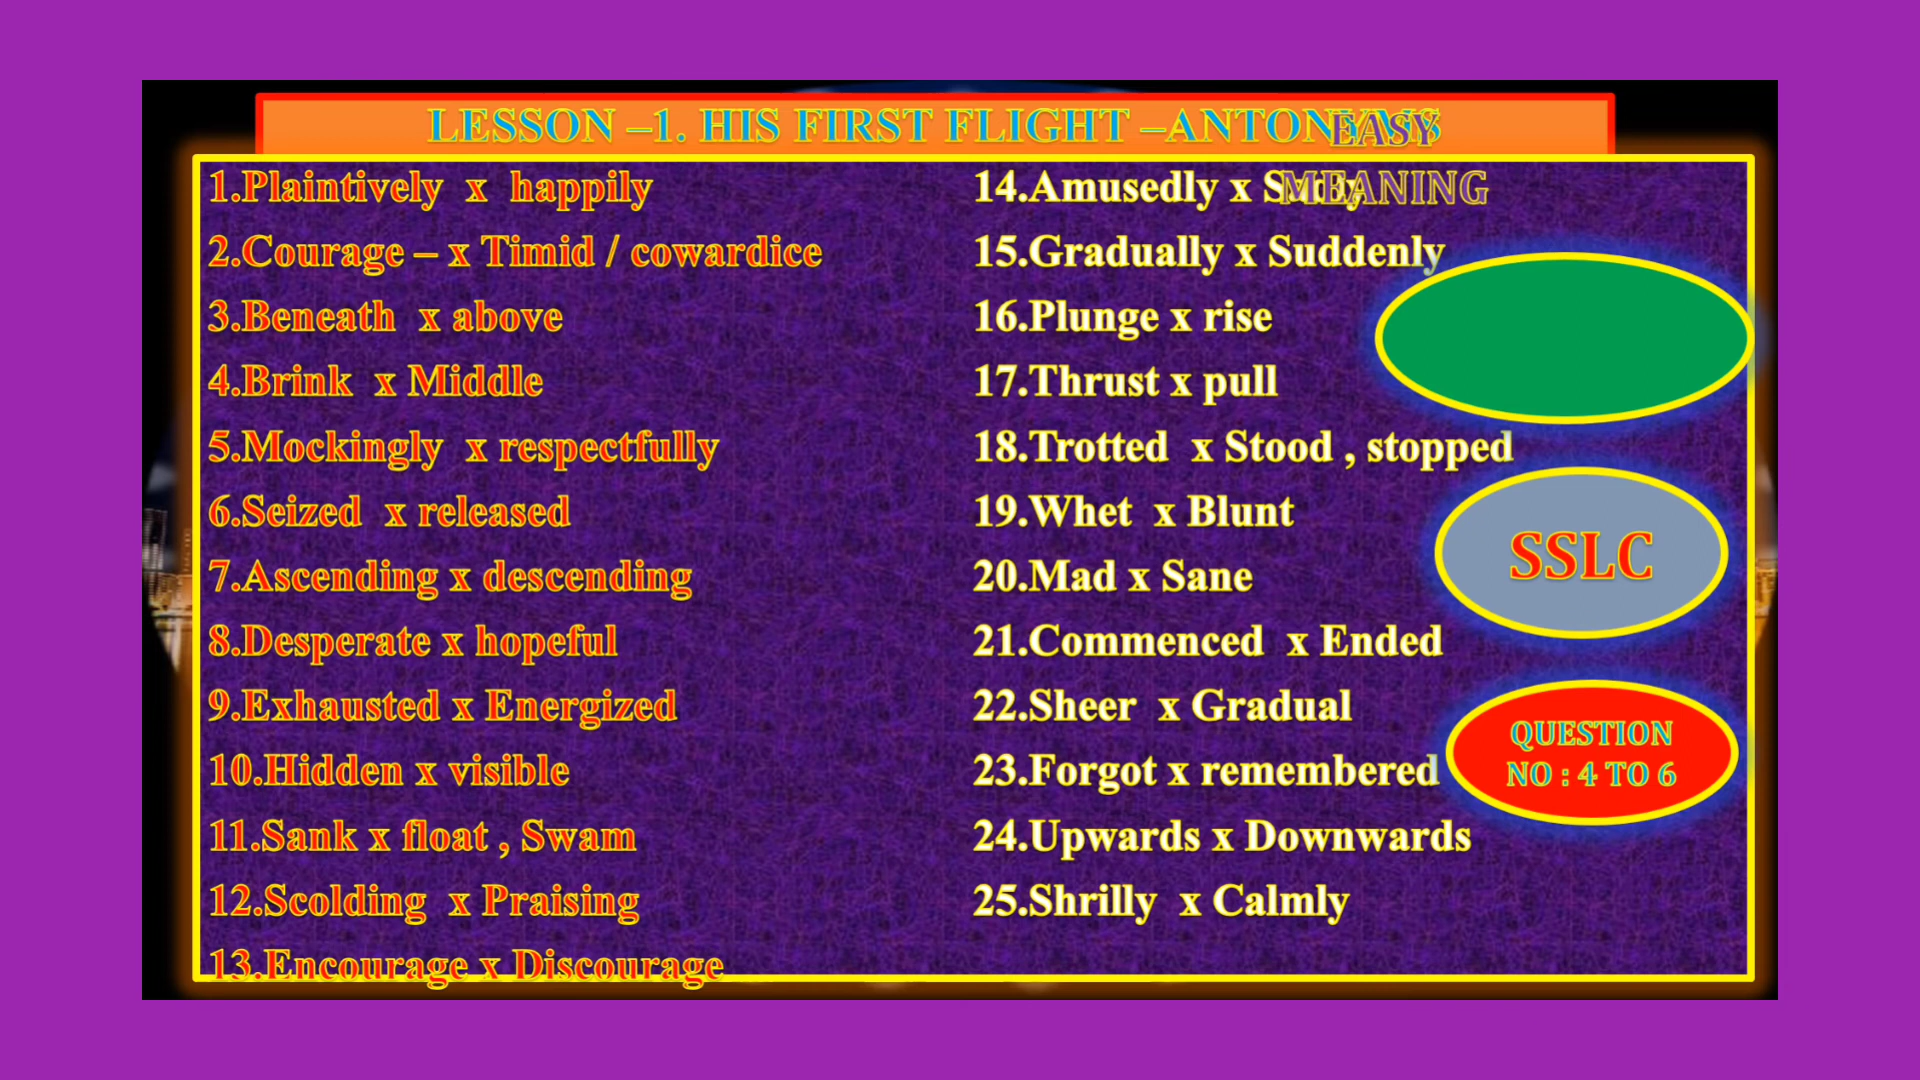 LESSON –1. HIS FIRST FLIGHT –ANTONYMS
EASY
MEANING
1.Plaintively x happily
2.Courage – x Timid / cowardice
3.Beneath x above
4.Brink x Middle
5.Mockingly x respectfully
6.Seized x released
7.Ascending x descending
8.Desperate x hopeful
9.Exhausted x Energized
10.Hidden x visible
11.Sank x float , Swam
12.Scolding x Praising
13.Encourage x Discourage
14.Amusedly x
15.Gradually x Suddenly
16.Plunge x rise
17.Thrust x pull
18.Trotted x Stood , stopped
19.Whet x Blunt
20.Mad x Sane
21.Commenced x Ended
22.Sheer x Gradual
23.Forgot x remembered
24.Upwards x Downwards
25.Shrilly x Calmly
SSLC
QUESTION
NO : 4 TO 6